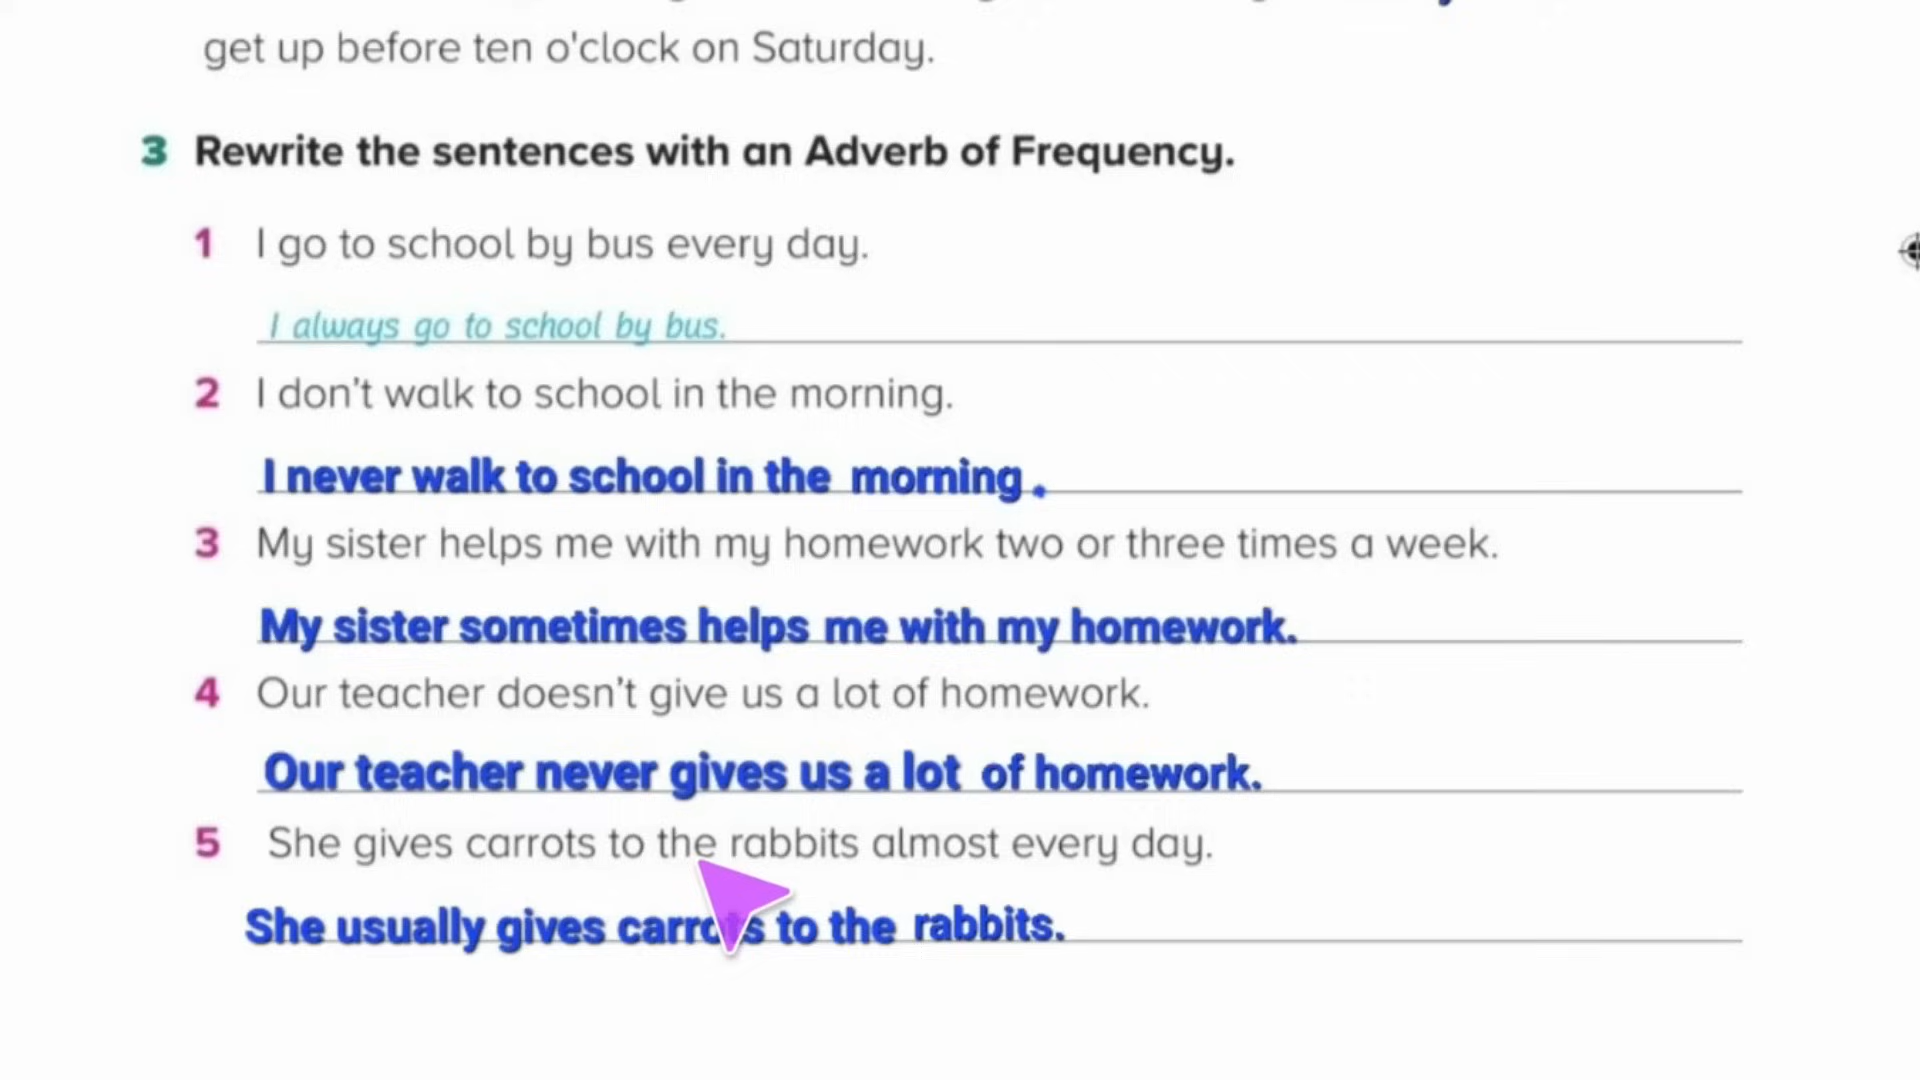 get up before ten o'clock on Saturday.
3 Rewrite the sentences with an Adverb of Frequency.
1 I go to school by bus every day.
I always go to school by bus.
2 I don't walk to school in the morning.
I never walk to school in the morning.
3 My sister helps me with my homework two or three times a week.
My sister sometimes helps me with my homework.
4 Our teacher doesn't give us a lot of homework.
Our teacher never gives us a lot of homework.
5 She gives carrots to the rabbits almost every day.
She usually gives carrots to the rabbits.